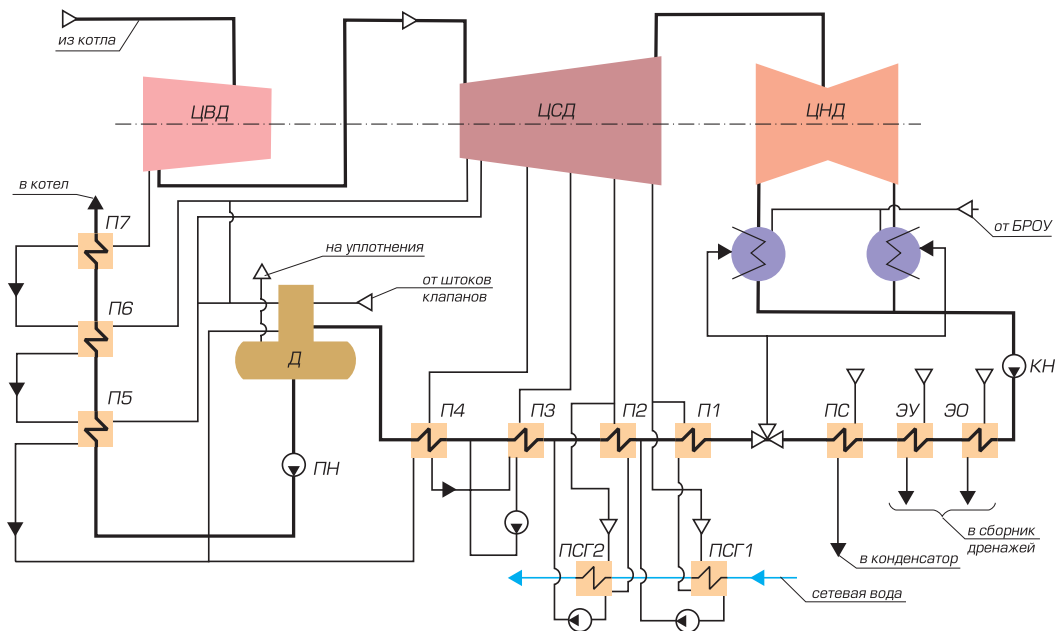 из котла
ЦВД
ЦСД
ЦНД
в котел
П7
на уплотнения
от БРОУ
от штоков
клапанов
П6
Д
КН
П5
П4
П3
П2
П1
ПС
ЭУ
ЭО
ПН
в сборник
дренажей
ПСГ2
ПСГ1
в конденсатор
сетевая вода